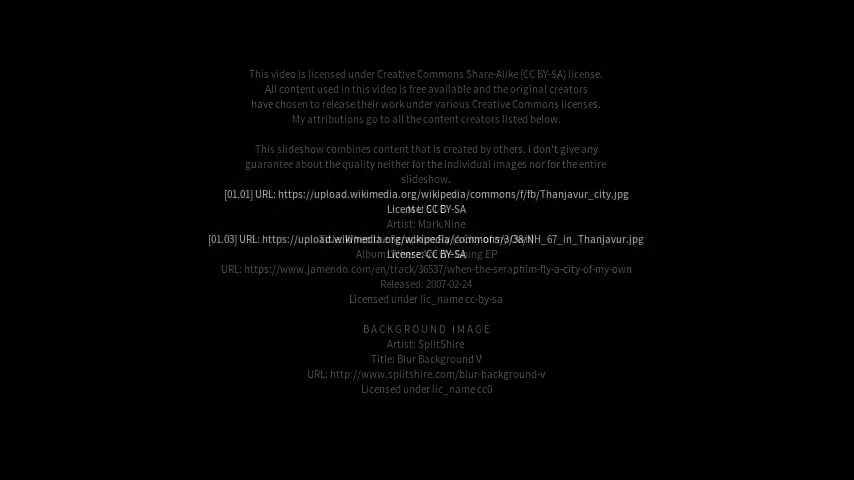 This video is licensed under Creative Commons Share-Alike (CC BY-SA) license.
All content used in this video is free available and the original creators
have chosen to release their work under various Creative Commons licenses.
My attributions go to all the content creators listed below.
This slideshow combines content that is created by others. I don't give any
guarantee about the quality neither for the individual images nor for the entire
slideshow.
[01.01] URL: https://upload.wikimedia.org/wikipedia/commons/f/fb/Thanjavur_city.jpg
License: CC BY-SA
Artist: Mark.Nine
[01.03] URL: https://upload.wikimedia.org/wikipedia/commons/3/38/NH_67_in_Thanjavur.jpg
Album: EP
License: CC BY-SA
URL: https://www.jamendo.com/en/track/36537/when-the-seraphim-fly-a-city-of-my-own
Released: 2007-02-24
Licensed under lic_name cc-by-sa
BACKGROUND IMAGE
Artist: SplitShire
Title: Blur Background V
URL: http://www.splitshire.com/blur-background-v
Licensed under lic_name cc0